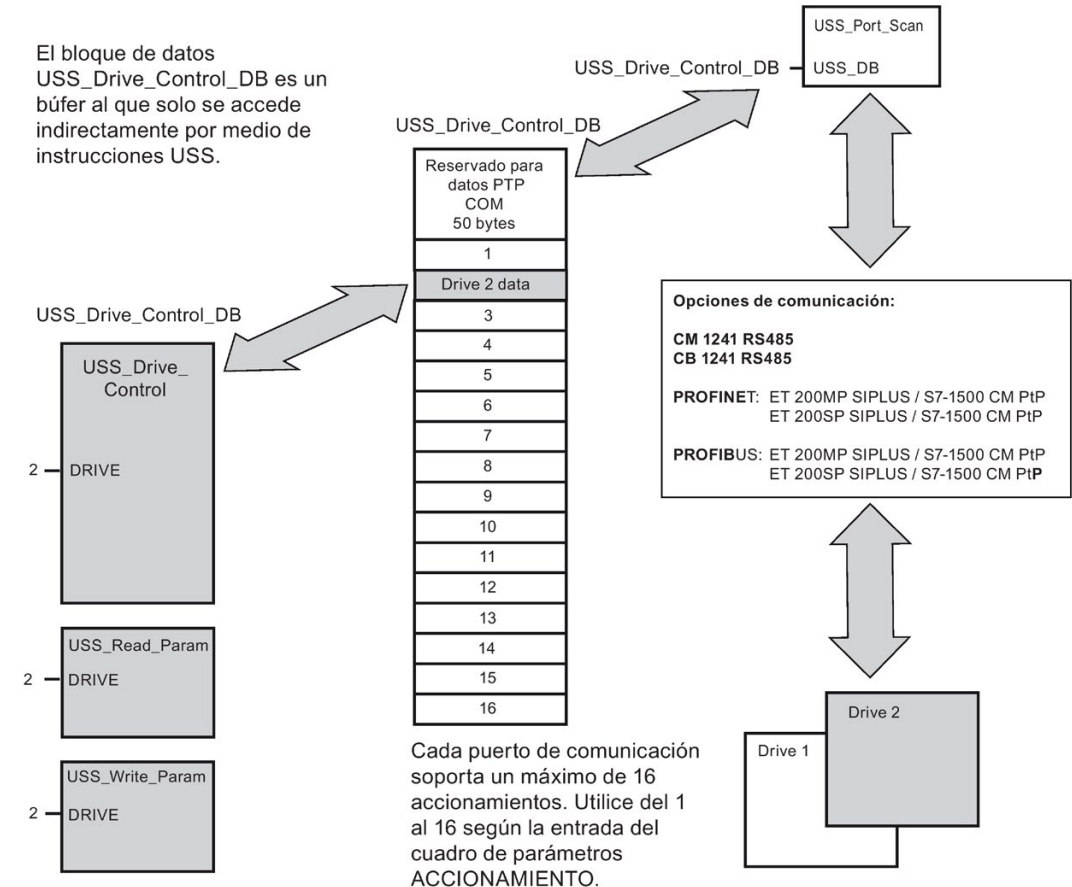 El bloque de datos
USS_Drive_Control_DB es un
búfer al que solo se accede
indirectamente por medio de
instrucciones USS.
USS_Drive_Control_DB
USS_Drive_
Control
2
DRIVE
USS_Read_Param
2
DRIVE
USS_Write_Param
2
DRIVE
USS_Drive_Control_DB
Reservado para
datos PTP
COM
50 bytes
1
Drive 2 data
3
4
5
6
7
8
9
10
11
12
13
14
15
16
Cada puerto de comunicación
soporta un máximo de 16
accionamientos. Utilice del 1
al 16 según la entrada del
cuadro de parámetros
ACCIONAMIENTO.
USS_Drive_Control_DB
USS_Port_Scan
USS_DB
Opciones de comunicación:
CM 1241 RS485
CB 1241 RS485
PROFINET: ET 200MP SIPLUS / S7-1500 CM PtP
ET 200SP SIPLUS / S7-1500 CM PtP
PROFIBUS: ET 200MP SIPLUS / S7-1500 CM PtP
ET 200SP SIPLUS / S7-1500 CM PtP
Drive 2
Drive 1